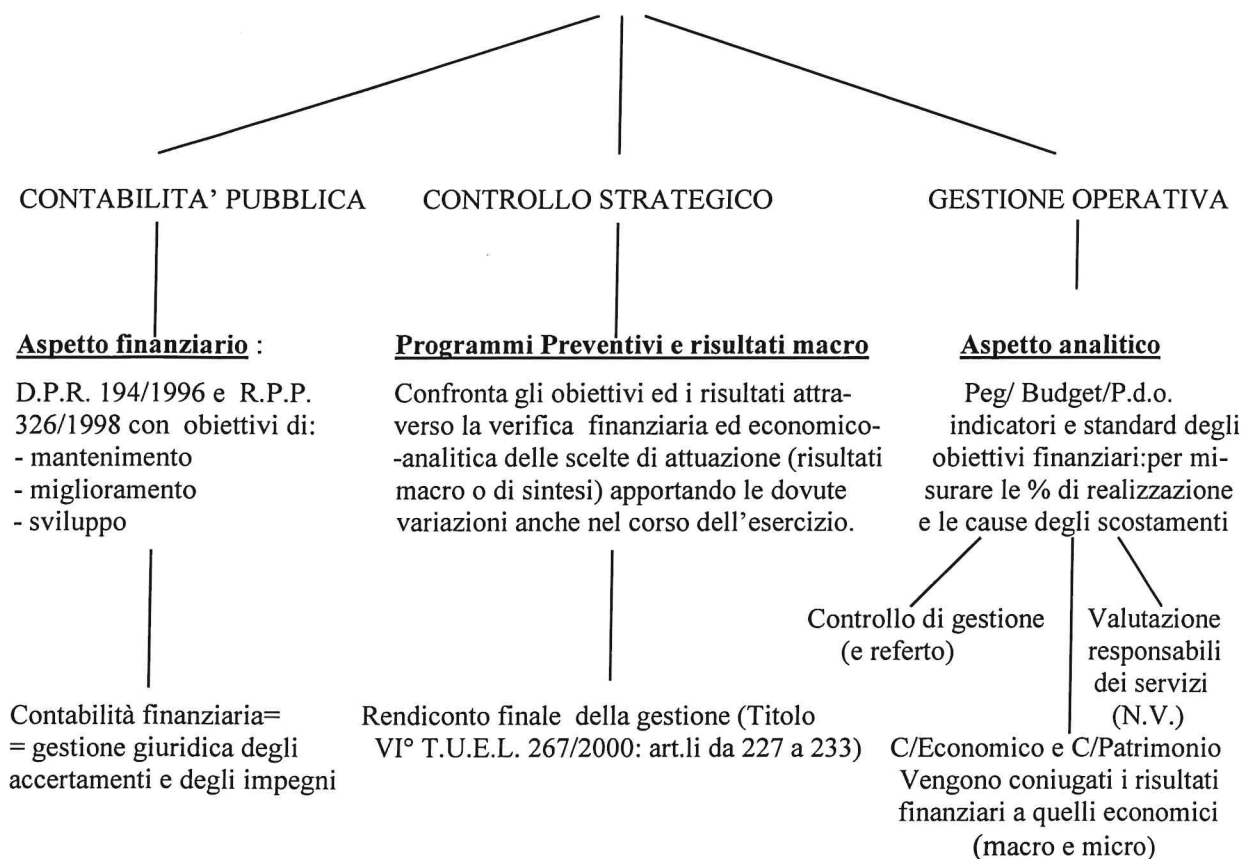 CONTABILITA' PUBBLICA
CONTROLLO STRATEGICO
GESTIONE OPERATIVA
Aspetto finanziario :
D.P.R. 194/1996 e R.P.P.
326/1998 con obiettivi di:
- mantenimento
- miglioramento
- sviluppo
Contabilità finanziaria=
= gestione giuridica degli
accertamenti e degli impegni
Programmi Preventivi e risultati macro
Confronta gli obiettivi ed i risultati attra-
verso la verifica finanziaria ed economico-
-analitica delle scelte di attuazione (risultati
macro o di sintesi) apportando le dovute
variazioni anche nel corso dell'esercizio.
Rendiconto finale della gestione (Titolo
VI° T.U.E.L. 267/2000: art.li da 227 a 233)
Aspetto analitico
Peg/ Budget/P.d.o.
indicatori e standard degli
obiettivi finanziari:per mi-
surare le % di realizzazione
e le cause degli scostamenti
Controllo di gestione
(e referto)
Valutazione
responsabili
dei servizi
(N.V.)
C/Economico e C/Patrimonio
Vengono coniugati i risultati
finanziari a quelli economici
(macro e micro)